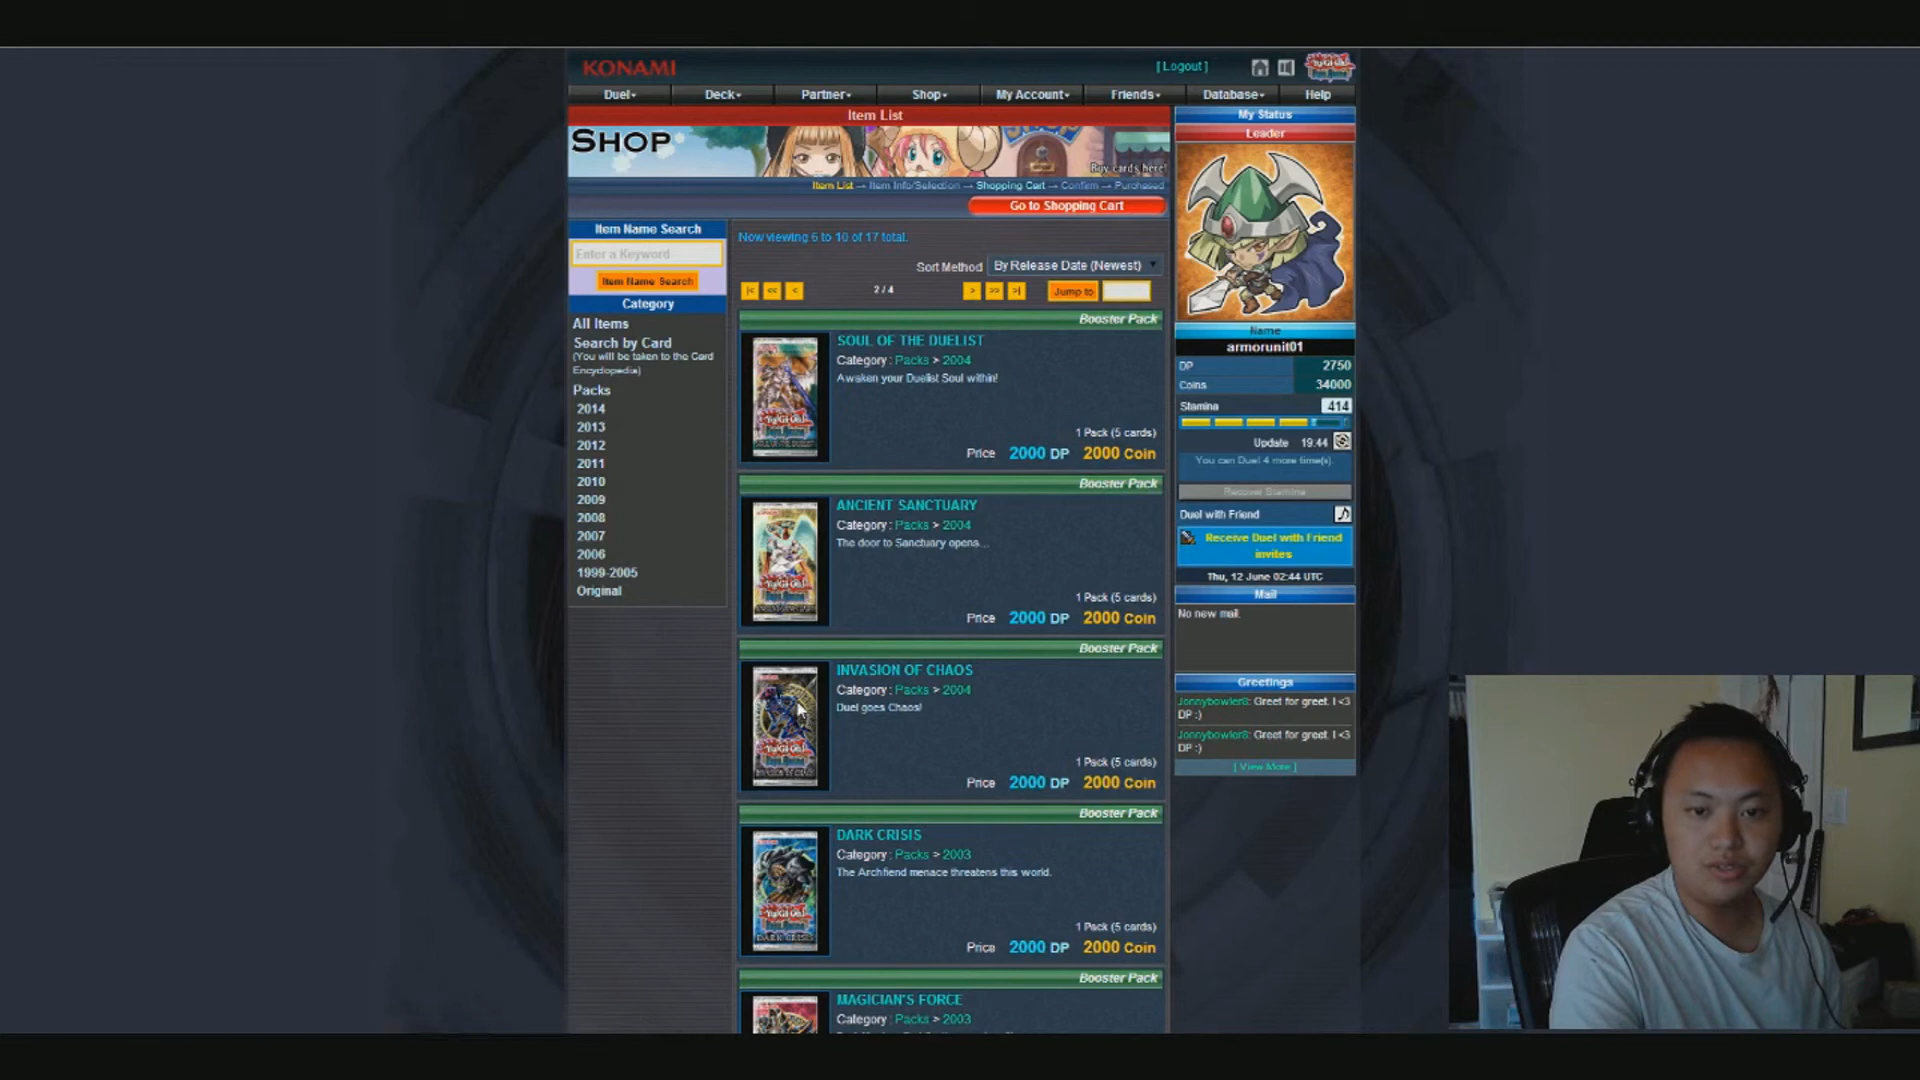 KONAMI
[ Logout ]
Duel
Deck
Partner
Shop
My Account
Friends
Database
Help
Item List
SHOP
Buy cards here!
Item List → Item Info/Selection → Shopping Cart → Confirm → Purchased
Go to Shopping Cart
Item Name Search
Enter a Keyword
Item Name Search
Category
All Items
Search by Card
(You will be taken to the Card
Encyclopedia)
Packs
2014
2013
2012
2011
2010
2009
2008
2007
2006
1999-2005
Original
Now viewing 6 to 10 of 17 total.
Sort Method By Release Date (Newest)
|< << < 2 / 4 > >> >| Jump to
Booster Pack
SOUL OF THE DUELIST
Category : Packs > 2004
Awaken your Duelist Soul within!
1 Pack (5 cards)
Price 2000 DP 2000 Coin
Booster Pack
ANCIENT SANCTUARY
Category : Packs > 2004
The door to Sanctuary opens...
1 Pack (5 cards)
Price 2000 DP 2000 Coin
Booster Pack
INVASION OF CHAOS
Category : Packs > 2004
Duel goes Chaos!
1 Pack (5 cards)
Price 2000 DP 2000 Coin
Booster Pack
DARK CRISIS
Category : Packs > 2003
The Archfiend menace threatens this world.
1 Pack (5 cards)
Price 2000 DP 2000 Coin
Booster Pack
MAGICIAN'S FORCE
Category : Packs > 2003
My Status
Leader
Name
armorunit01
DP 2750
Coins 34000
Stamina 414
Update 19:44
You can Duel 4 more time(s).
Recover Stamina
Duel with Friend
Receive Duel with Friend
invites
Thu, 12 June 02:44 UTC
Mail
No new mail.
Greetings
Jonnybowler8: Greet for greet. I <3
DP :)
Jonnybowler8: Greet for greet. I <3
DP :)
[ View More ]